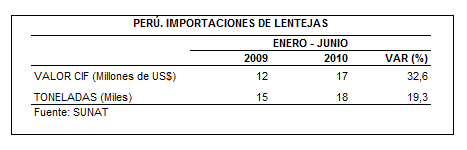 PERÚ. IMPORTACIONES DE LENTEJAS
ENERO - JUNIO
2009 2010 VAR (%)
VALOR CIF (Millones de US$) 12 17 32,6
TONELADAS (Miles) 15 18 19,3
Fuente: SUNAT